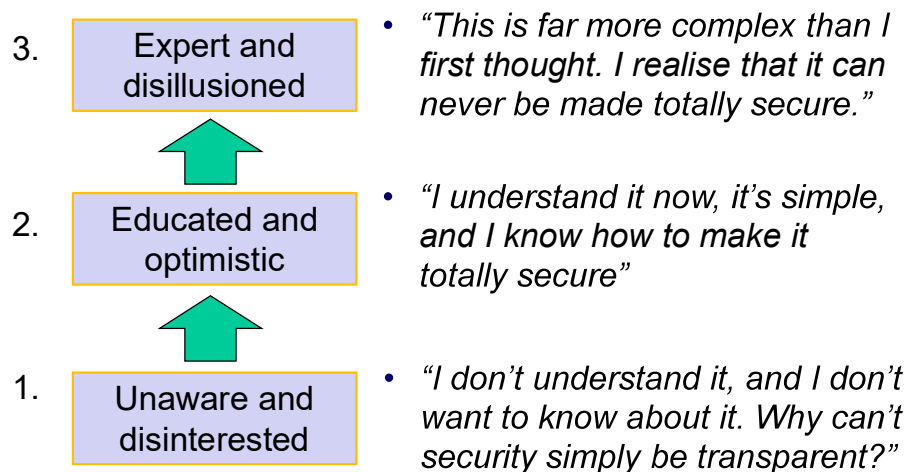 3.
Expert and
disillusioned
• “This is far more complex than I
first thought. I realise that it can
never be made totally secure.”
2.
Educated and
optimistic
• “I understand it now, it’s simple,
and I know how to make it
totally secure”
1.
Unaware and
disinterested
• “I don’t understand it, and I don’t
want to know about it. Why can’t
security simply be transparent?”